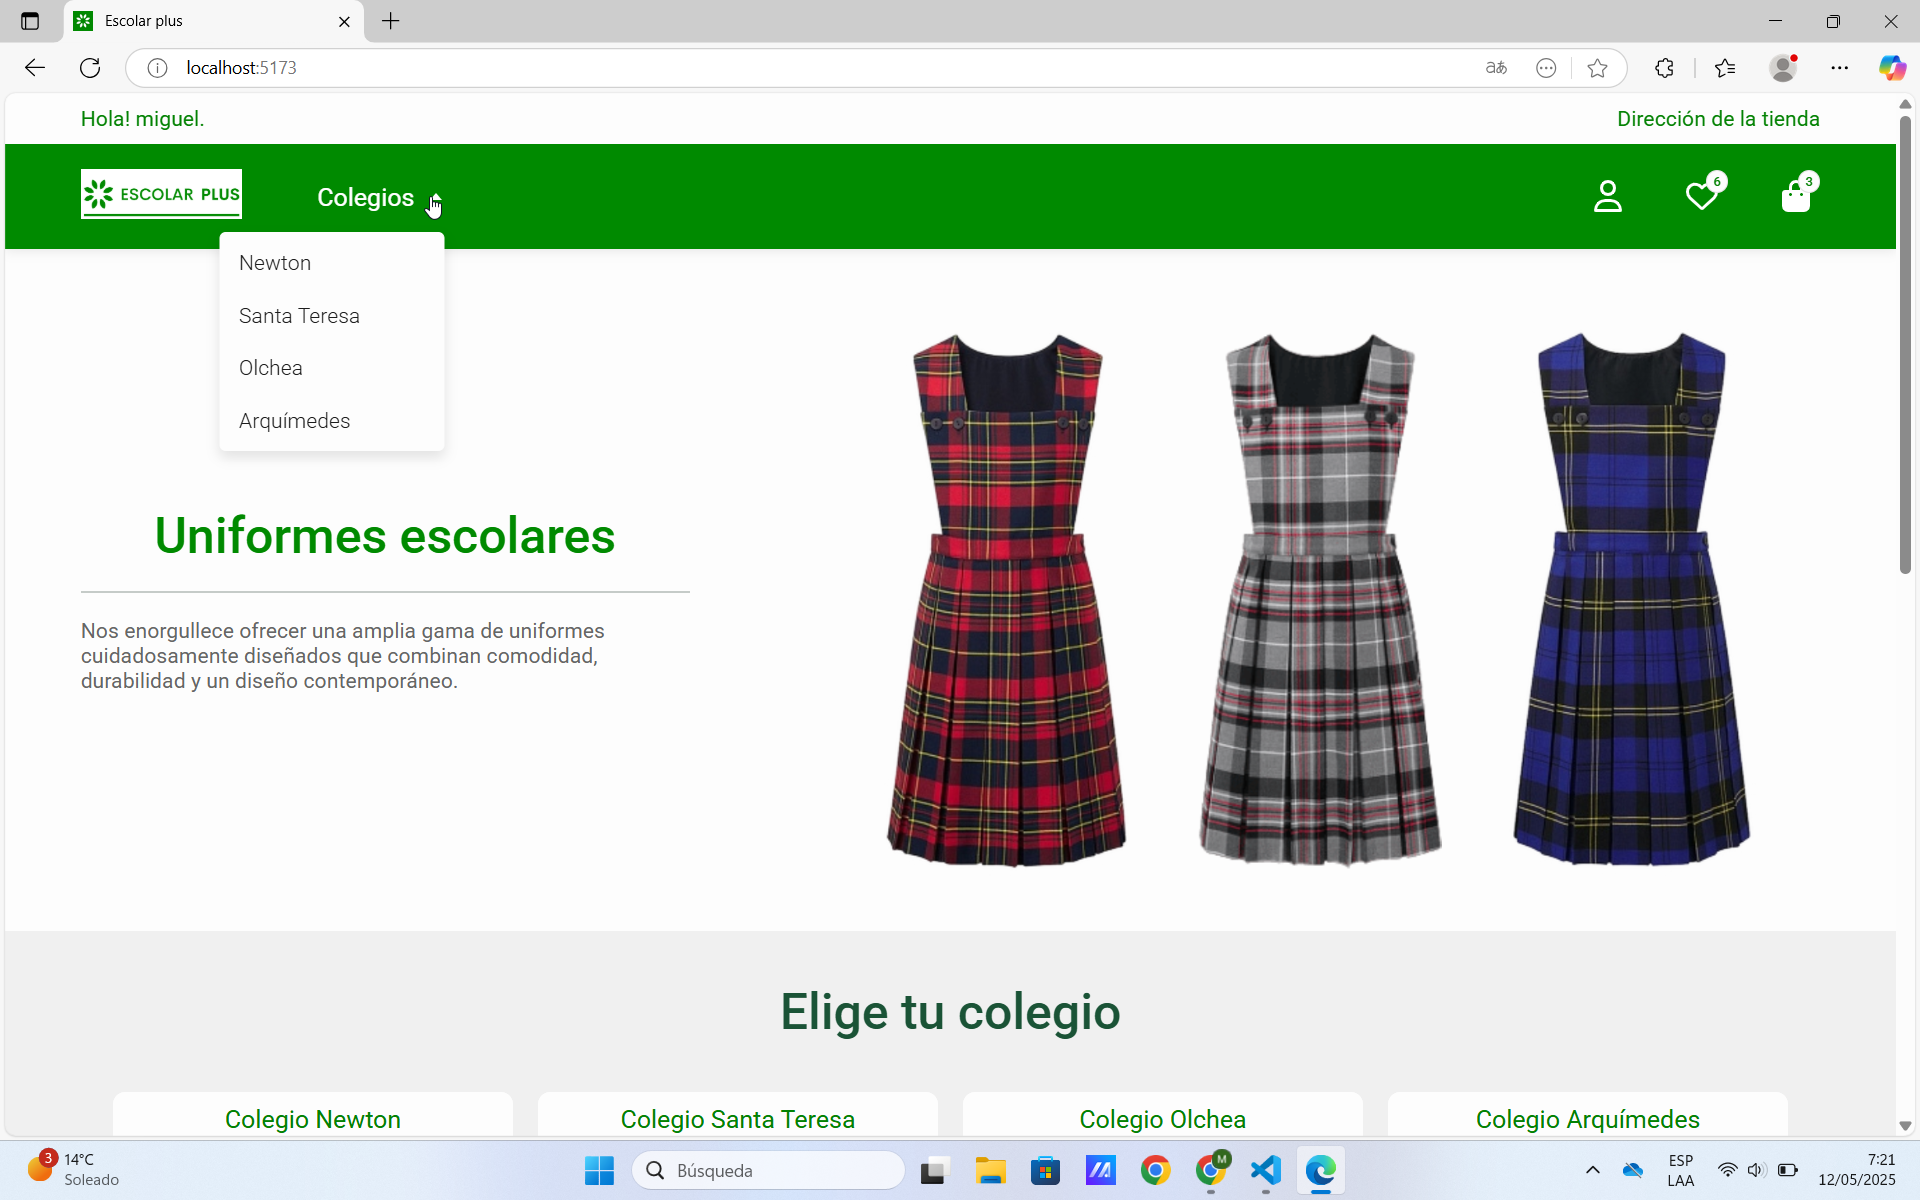 Escolar plus
localhost:5173
Hola! miguel.
Dirección de la tienda
ESCOLAR PLUS
Colegios
6
3
Newton
Santa Teresa
Olchea
Arquímedes
Uniformes escolares
Nos enorgullece ofrecer una amplia gama de uniformes
cuidadosamente diseñados que combinan comodidad,
durabilidad y un diseño contemporáneo.
Elige tu colegio
Colegio Newton
Colegio Santa Teresa
Colegio Olchea
Colegio Arquímedes
3
14°C
Soleado
Búsqueda
M
ESP
LAA
7:21
12/05/2025